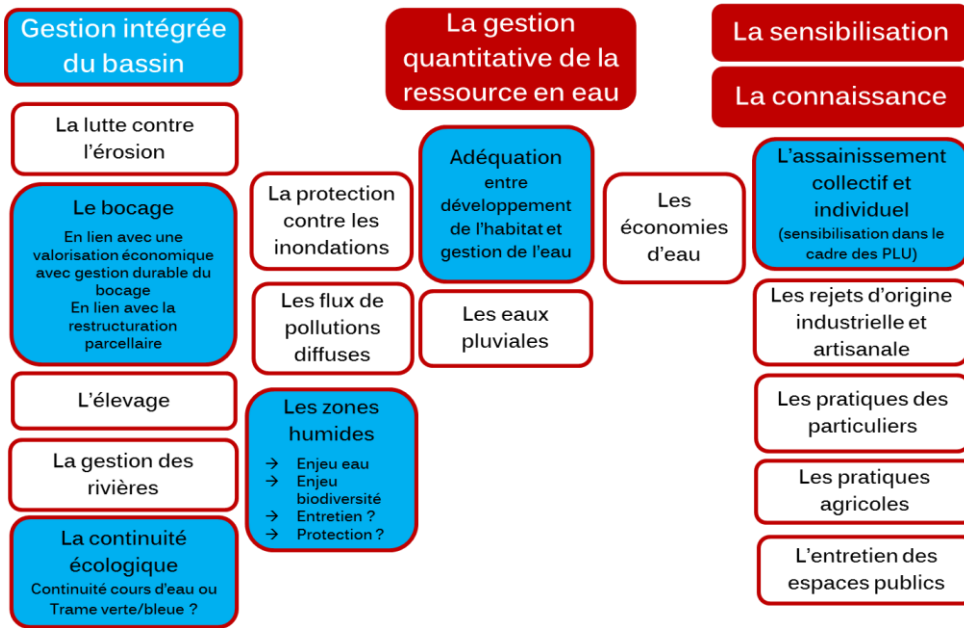 Gestion intégrée
du bassin
La lutte contre
l'érosion
Le bocage
En lien avec une
valorisation économique
avec gestion durable du
bocage
En lien avec la
restructuration
parcellaire
L'élevage
La gestion des
rivières
La continuité
écologique
Continuité cours d'eau ou
Trame verte/bleue ?
La protection
contre les
inondations
Les flux de
pollutions
diffuses
Les zones
humides
→ Enjeu eau
→ Enjeu
biodiversité
→ Entretien ?
→ Protection ?
La gestion
quantitative de la
ressource en eau
Adéquation
entre
développement
de l'habitat et
gestion de l'eau
Les eaux
pluviales
Les
économies
d'eau
La sensibilisation
La connaissance
L'assainissement
collectif et
individuel
(sensibilisation dans le
cadre des PLU)
Les rejets d'origine
industrielle et
artisanale
Les pratiques des
particuliers
Les pratiques
agricoles
L'entretien des
espaces publics